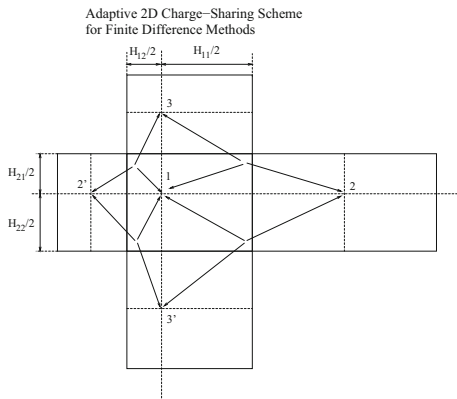 Adaptive 2D Charge−Sharing Scheme
for Finite Difference Methods
H12/2 H11/2
3
H21/2
2' 1 2
H22/2
3'